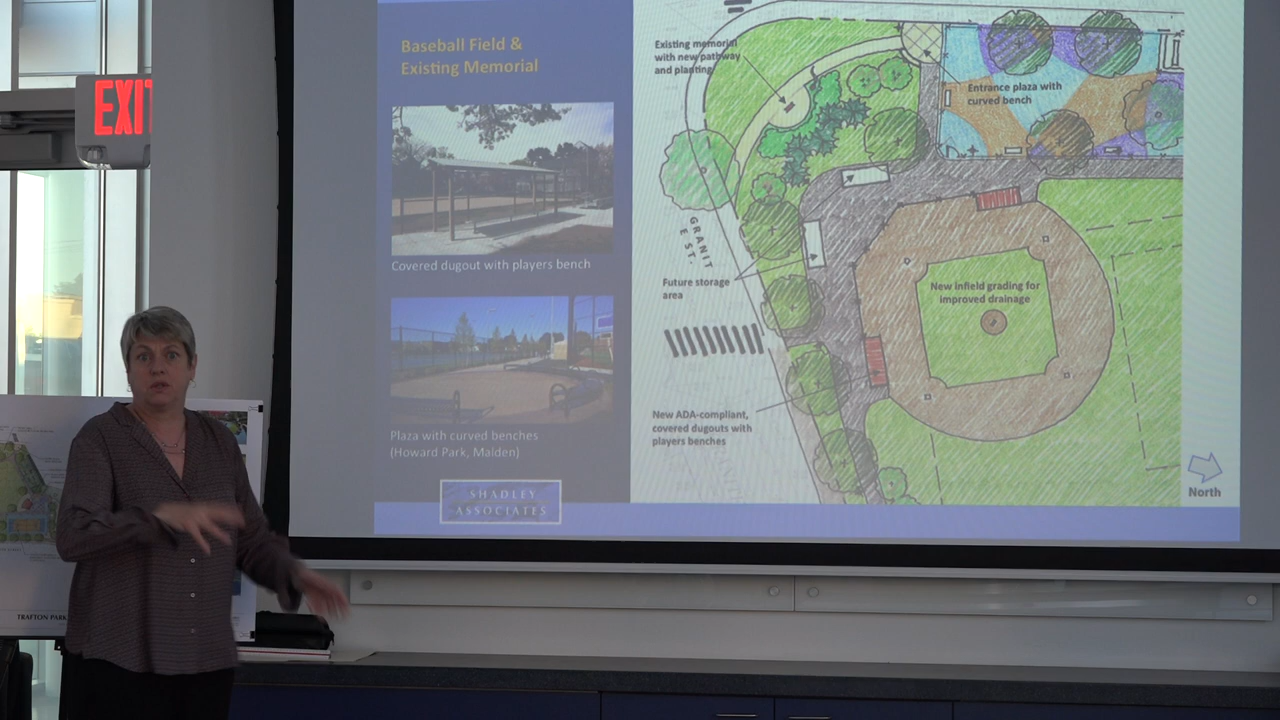 EXIT
Baseball Field &
Existing Memorial
Covered dugout with players bench
Plaza with curved benches
(Howard Park, Malden)
SHADLEY
ASSOCIATES
Existing memorial
with new pathway
and planting
Entrance plaza with
curved bench
GRANIT
E ST.
Future storage
area
New infield grading for
improved drainage
New ADA-compliant,
covered dugouts with
players benches
North
TRAFTON PARK